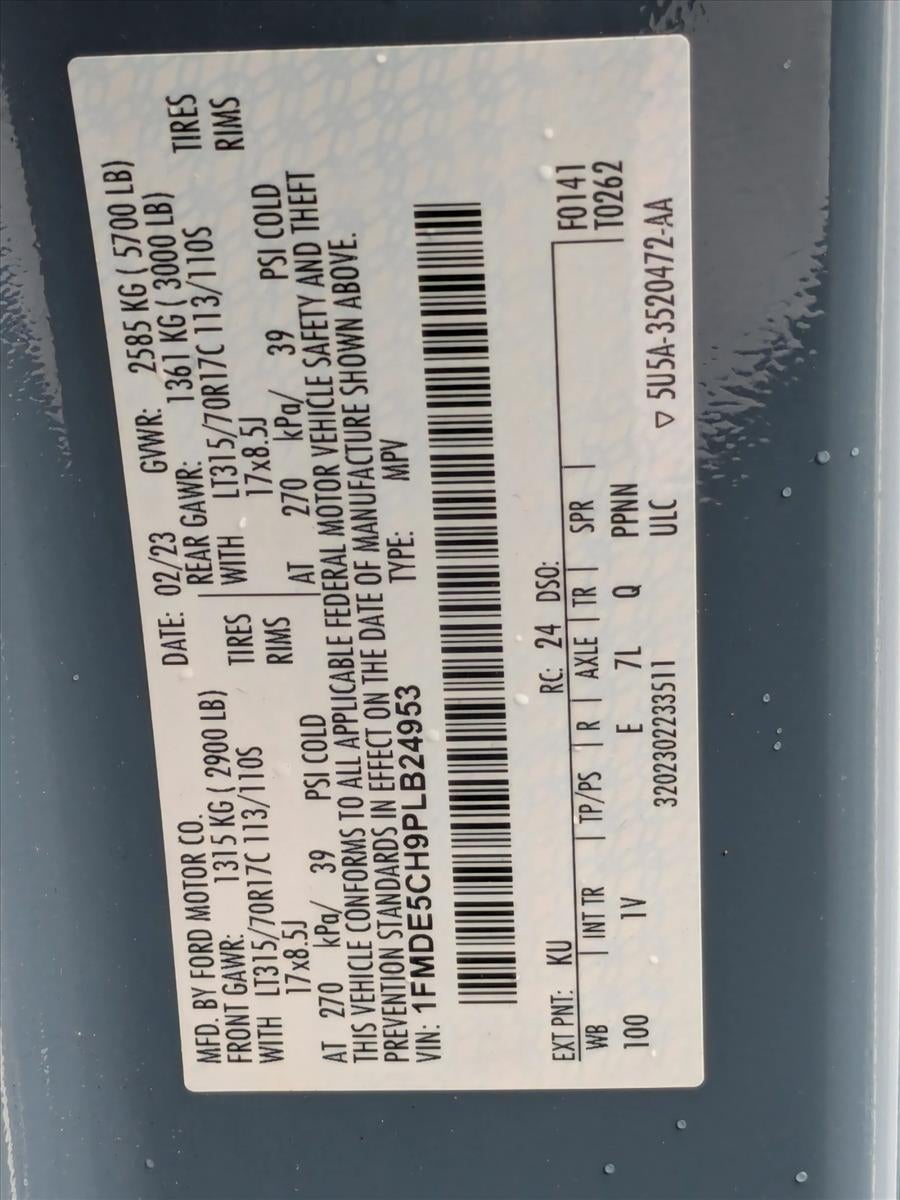 MFD. BY FORD MOTOR CO. DATE: 02/23 GVWR: 2585 KG ( 5700 LB)
FRONT GAWR: 1315 KG ( 2900 LB) REAR GAWR: 1361 KG ( 3000 LB)
WITH LT315/70R17C 113/110S TIRES WITH LT315/70R17C 113/110S TIRES
17x8.5J RIMS 17x8.5J RIMS
AT 270 kPa/ 39 PSI COLD AT 270 kPa/ 39 PSI COLD
THIS VEHICLE CONFORMS TO ALL APPLICABLE FEDERAL MOTOR VEHICLE SAFETY AND THEFT
PREVENTION STANDARDS IN EFFECT ON THE DATE OF MANUFACTURE SHOWN ABOVE.
VIN: 1FMDE5CH9PLB24953 TYPE: MPV
EXT PNT: KU RC: 24 DSO: F0141
WB INT TR TP/PS R AXLE TR SPR T0262
100 1V E 7L Q PPNN
3202302233511 ULC ▽ 5U5A-3520472-AA